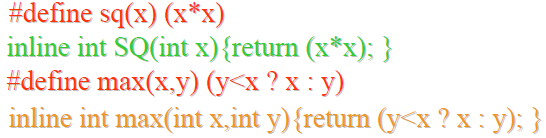 #define sq(x) (x*x)
inline int SQ(int x){return (x*x); }
#define max(x,y) (y<x ? x : y)
inline int max(int x,int y){return (y<x ? x : y); }